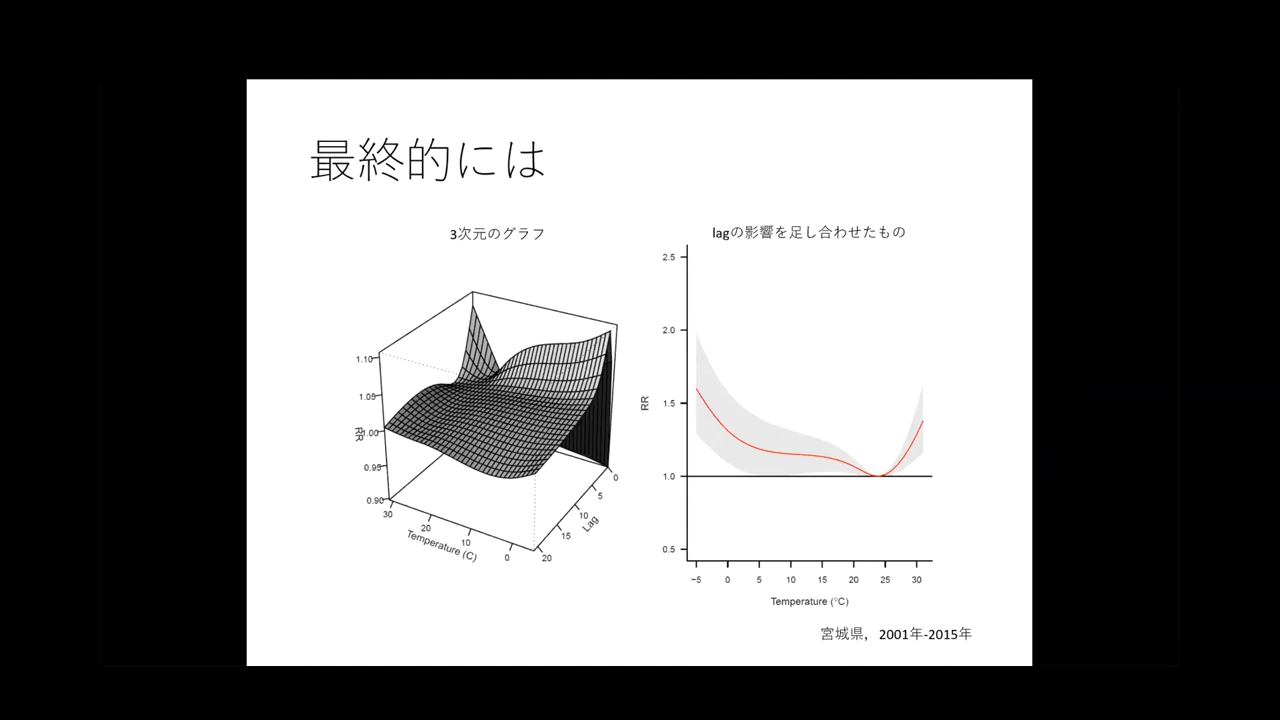 最終的には
3次元のグラフ
1.10
1.05
1.00
0.95
0.90
RR
30
20
10
0
Temperature (C)
0
5
10
15
20
Lag
lagの影響を足し合わせたもの
2.5
2.0
1.5
1.0
0.5
RR
−5 0 5 10 15 20 25 30
Temperature (°C)
宮城県，2001年-2015年